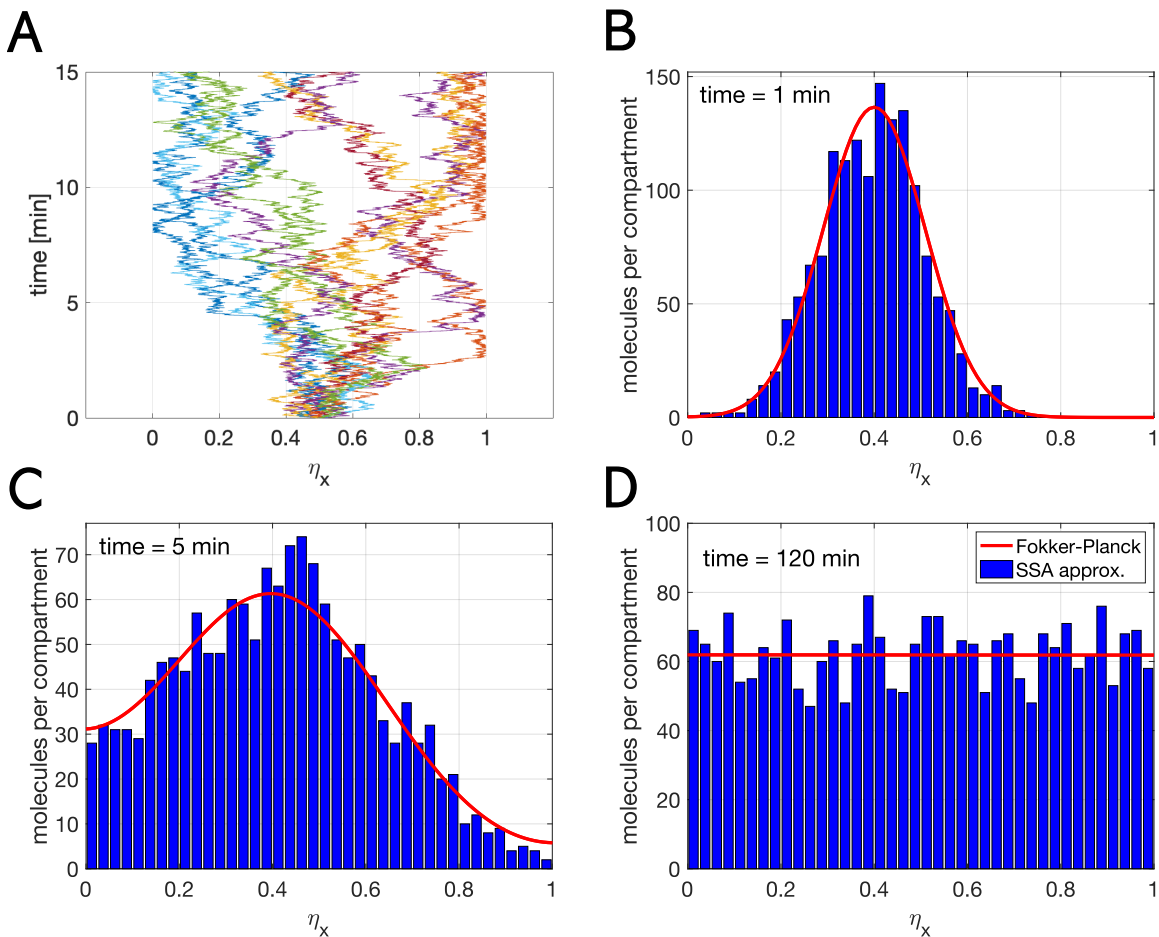 A
15
10
5
0
time [min]
0 0.2 0.4 0.6 0.8 1
ηx
B
time = 1 min
150
100
50
0
molecules per compartment
0 0.2 0.4 0.6 0.8 1
ηx
C
time = 5 min
70
60
50
40
30
20
10
0
molecules per compartment
0 0.2 0.4 0.6 0.8 1
ηx
D
time = 120 min
Fokker-Planck
SSA approx.
100
80
60
40
20
0
molecules per compartment
0 0.2 0.4 0.6 0.8 1
ηx